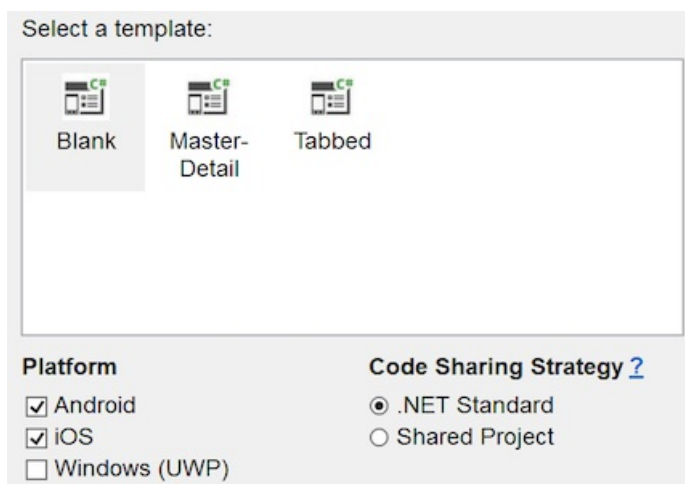 Select a template:
C# C# C#
Blank Master- Tabbed
Detail
Platform Code Sharing Strategy ?
Android .NET Standard
iOS Shared Project
Windows (UWP)